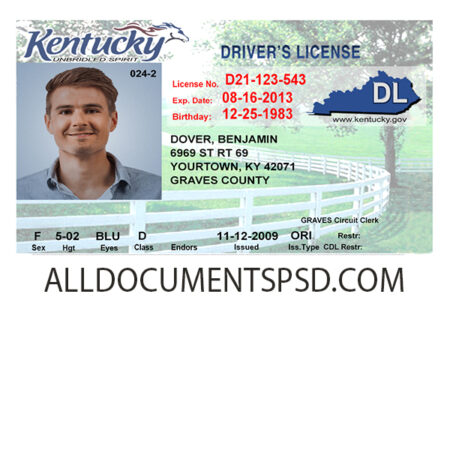 Kentucky
UNBRIDLED SPIRIT
DRIVER'S LICENSE
024-2
License No. D21-123-543
Exp. Date: 08-16-2013
Birthday: 12-25-1983
DL
www.kentucky.gov
DOVER, BENJAMIN
6969 ST RT 69
YOURTOWN, KY 42071
GRAVES COUNTY
GRAVES Circuit Clerk
F 5-02 BLU D 11-12-2009 ORI Restr:
Sex Hgt Eyes Class Endors Issued Iss.Type CDL Restr:
ALLDOCUMENTSPSD.COM